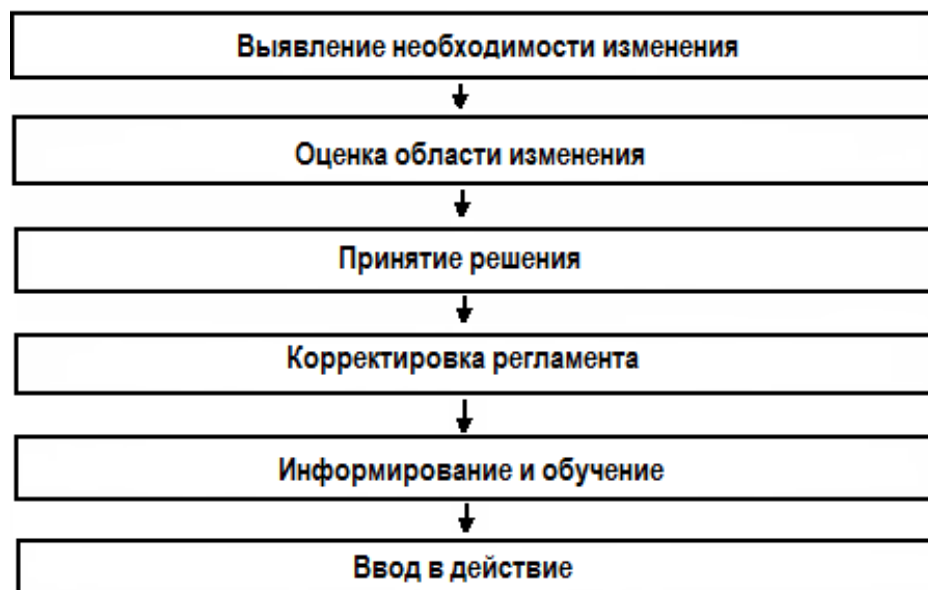 Выявление необходимости изменения
Оценка области изменения
Принятие решения
Корректировка регламента
Информирование и обучение
Ввод в действие